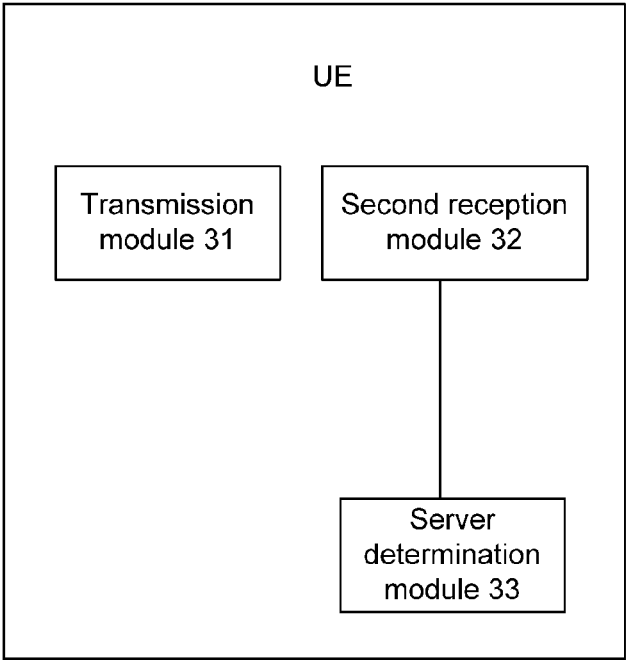 UE
Transmission
module 31
Second reception
module 32
Server
determination
module 33